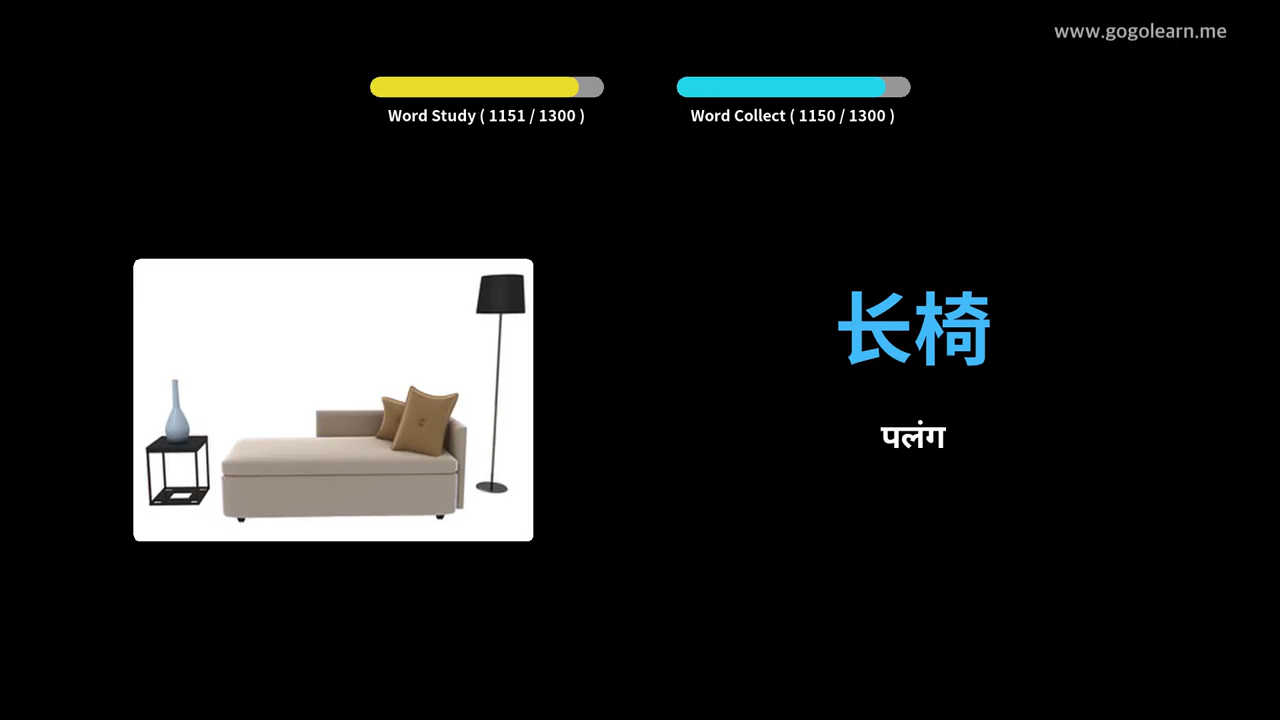 www.gogolearn.me
Word Study ( 1151 / 1300 )
Word Collect ( 1150 / 1300 )
长椅
पलंग